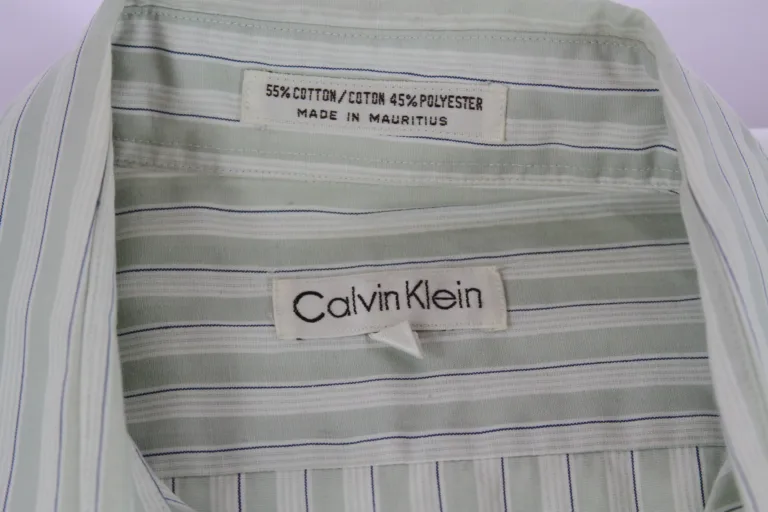 55% COTTON/COTON 45% POLYESTER
MADE IN MAURITIUS
Calvin Klein